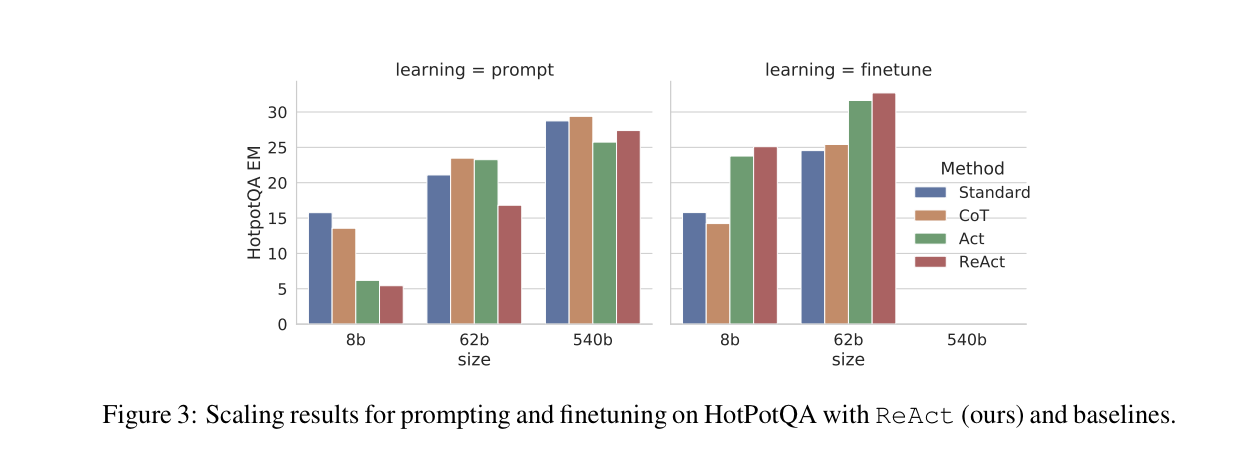 learning = prompt
learning = finetune
HotpotQA EM
30
25
20
15
10
5
0
8b
62b
540b
size
8b
62b
540b
size
Method
Standard
CoT
Act
ReAct
Figure 3: Scaling results for prompting and finetuning on HotPotQA with ReAct (ours) and baselines.